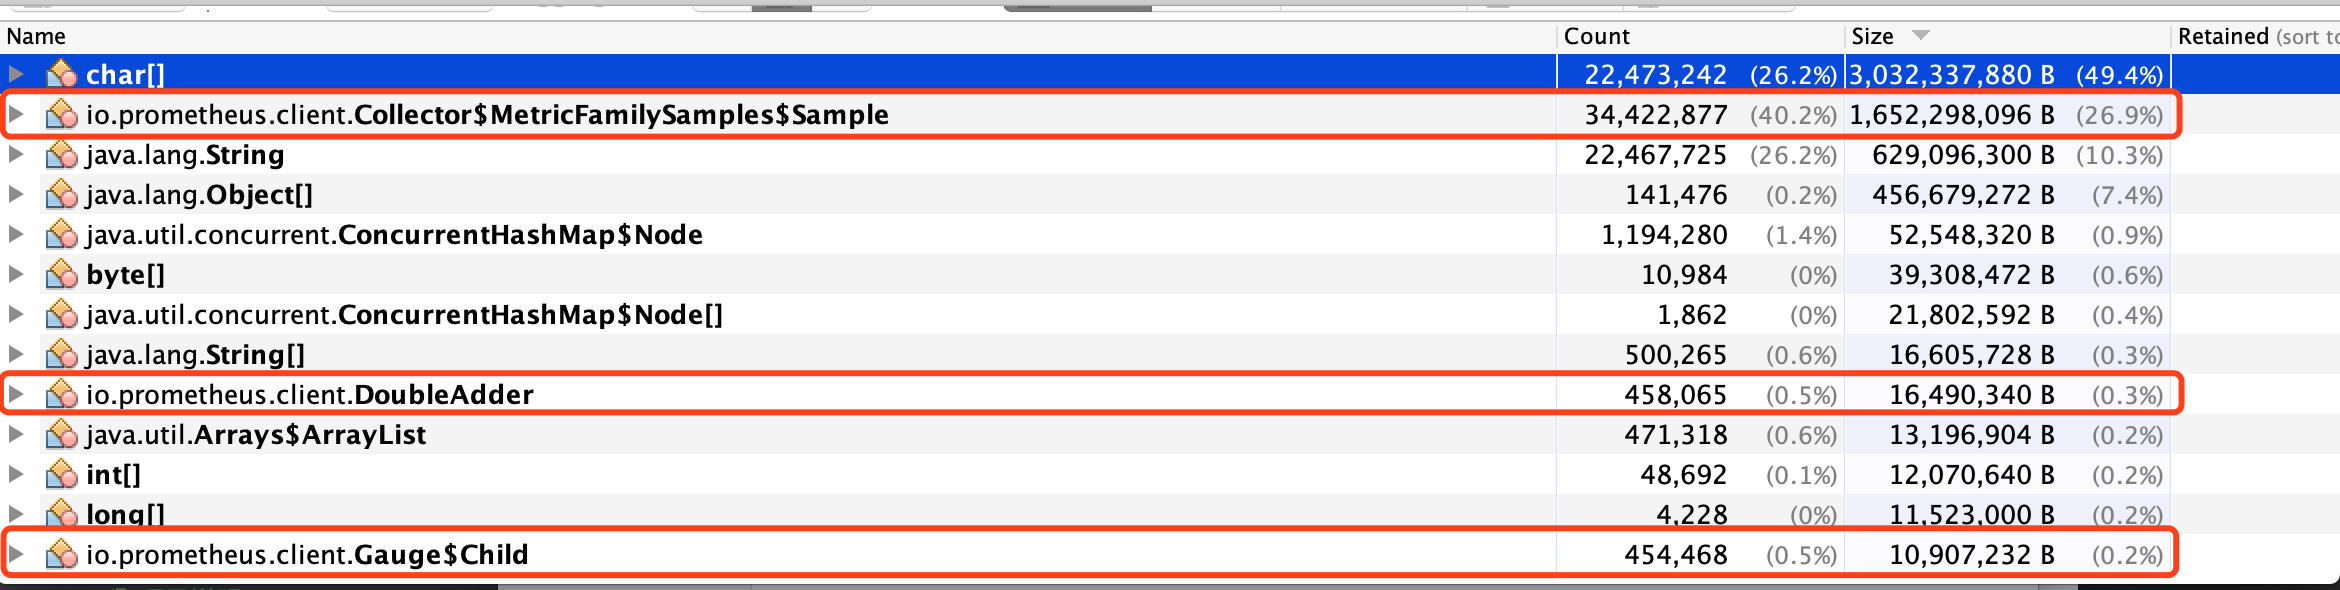 Name Count Size Retained (sort to
char[] 22,473,242 (26.2%) 3,032,337,880 B (49.4%)
io.prometheus.client.Collector$MetricFamilySamples$Sample 34,422,877 (40.2%) 1,652,298,096 B (26.9%)
java.lang.String 22,467,725 (26.2%) 629,096,300 B (10.3%)
java.lang.Object[] 141,476 (0.2%) 456,679,272 B (7.4%)
java.util.concurrent.ConcurrentHashMap$Node 1,194,280 (1.4%) 52,548,320 B (0.9%)
byte[] 10,984 (0%) 39,308,472 B (0.6%)
java.util.concurrent.ConcurrentHashMap$Node[] 1,862 (0%) 21,802,592 B (0.4%)
java.lang.String[] 500,265 (0.6%) 16,605,728 B (0.3%)
io.prometheus.client.DoubleAdder 458,065 (0.5%) 16,490,340 B (0.3%)
java.util.Arrays$ArrayList 471,318 (0.6%) 13,196,904 B (0.2%)
int[] 48,692 (0.1%) 12,070,640 B (0.2%)
long[] 4,228 (0%) 11,523,000 B (0.2%)
io.prometheus.client.Gauge$Child 454,468 (0.5%) 10,907,232 B (0.2%)